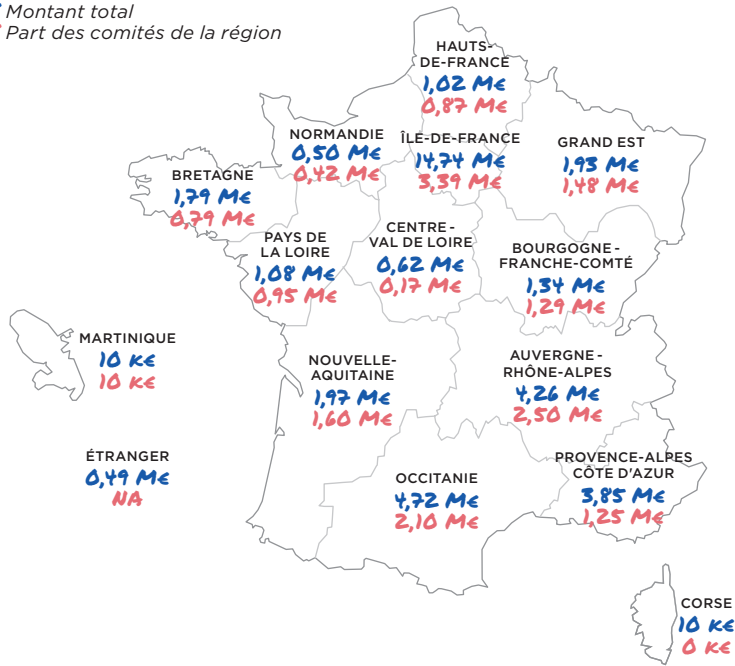 Montant total
Part des comités de la région
HAUTS-
DE-FRANCE
1,02 M€
0,87 M€
NORMANDIE
0,50 M€
0,42 M€
ÎLE-DE-FRANCE
14,74 M€
3,39 M€
GRAND EST
1,93 M€
1,48 M€
BRETAGNE
1,79 M€
0,79 M€
PAYS DE
LA LOIRE
1,08 M€
0,95 M€
CENTRE-
VAL DE LOIRE
0,62 M€
0,17 M€
BOURGOGNE-
FRANCHE-COMTÉ
1,34 M€
1,29 M€
MARTINIQUE
10 K€
10 K€
NOUVELLE-
AQUITAINE
1,97 M€
1,60 M€
AUVERGNE-
RHÔNE-ALPES
4,26 M€
2,50 M€
ÉTRANGER
0,49 M€
NA
OCCITANIE
4,72 M€
2,10 M€
PROVENCE-ALPES
CÔTE D'AZUR
3,85 M€
1,25 M€
CORSE
10 K€
0 K€